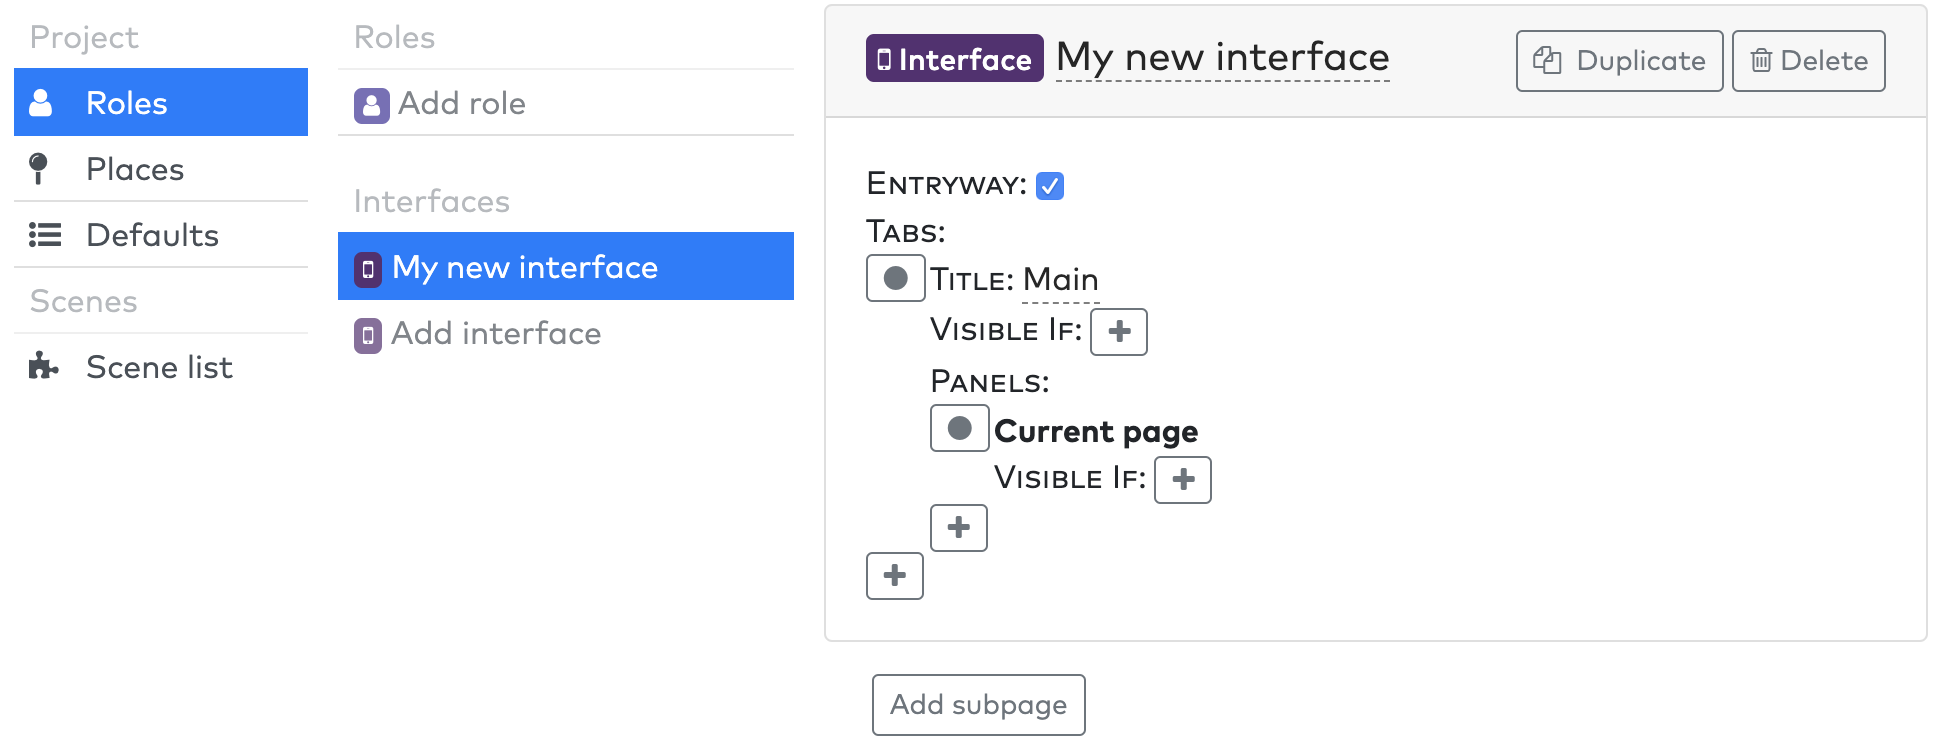 Project
Roles
Places
Defaults
Scenes
Scene list
Roles
Add role
Interfaces
My new interface
Add interface
Interface My new interface
Duplicate
Delete
Entryway:
Tabs:
Title: Main
Visible If:
Panels:
Current page
Visible If:
Add subpage